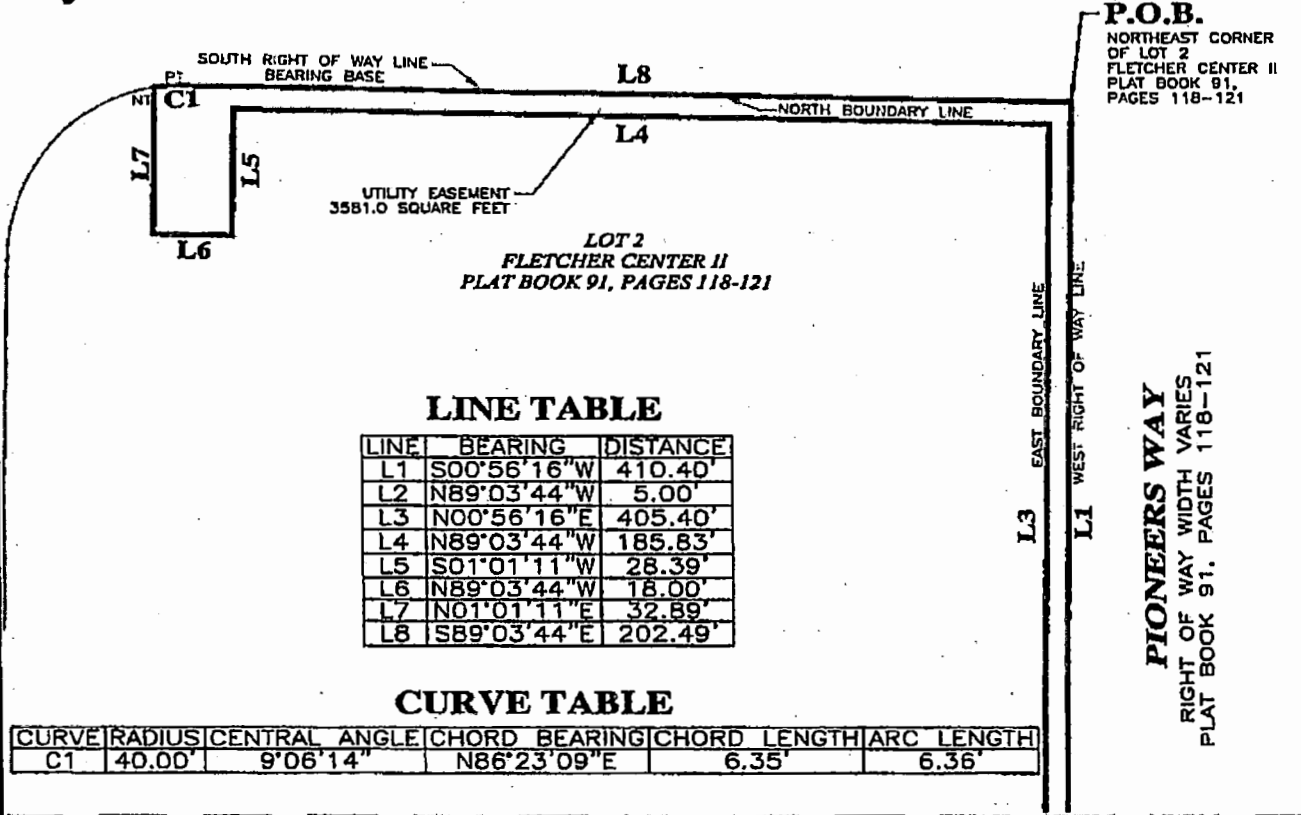 P.O.B.
NORTHEAST CORNER
OF LOT 2
FLETCHER CENTER II
PLAT BOOK 91,
PAGES 118-121
SOUTH RIGHT OF WAY LINE
BEARING BASE
L8
PT
NT
C1
NORTH BOUNDARY LINE
L4
L7
L5
UTILITY EASEMENT
3581.0 SQUARE FEET
L6
LOT 2
FLETCHER CENTER II
PLAT BOOK 91, PAGES 118-121
EAST BOUNDARY LINE
WEST RIGHT OF WAY LINE
L3
L1
PIONEERS WAY
RIGHT OF WAY WIDTH VARIES
PLAT BOOK 91. PAGES 118-121
LINE TABLE
LINE BEARING DISTANCE
L1 S00°56'16"W 410.40'
L2 N89°03'44"W 5.00'
L3 N00°56'16"E 405.40'
L4 N89°03'44"W 185.83'
L5 S01°01'11"W 28.39'
L6 N89°03'44"W 18.00'
L7 N01°01'11"E 32.89'
L8 S89°03'44"E 202.49'
CURVE TABLE
CURVE RADIUS CENTRAL ANGLE CHORD BEARING CHORD LENGTH ARC LENGTH
C1 40.00' 9°06'14" N86°23'09"E 6.35' 6.36'